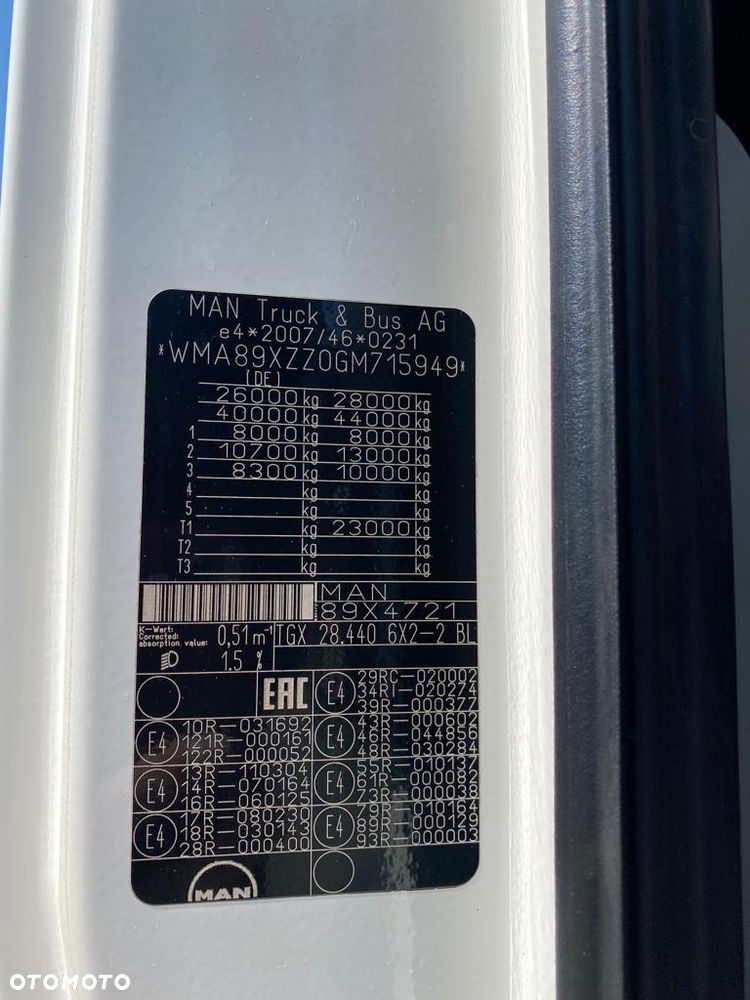 MAN Truck & Bus AG
e4*2007/46*0231
*WMA89XZZ0GM715949*
(DE)
26000 kg 28000 kg
40000 kg 44000 kg
1 8000 kg 8000 kg
2 10700 kg 13000 kg
3 8300 kg 10000 kg
4 kg kg
5 kg kg
T1 kg 23000 kg
T2 kg kg
T3 kg kg
MAN
89X4721
K-Wert:
Corrected:
absorption value:
0,51 m⁻¹
TGX 28.440 6X2-2 BL
1.5 %
EAC
E4
29RC-020002
34RI-020274
39R-000377
E4
10R-031692
121R-000161
122R-000052
E4
43R-000602
46R-044856
48R-030284
E4
13R-110304
14R-070164
16R-060125
E4
55R-000137
61R-000082
73R-000038
E4
17R-080230
18R-030143
28R-000400
E4
79R-010164
89R-000129
93R-000003
MAN
OTOMOTO